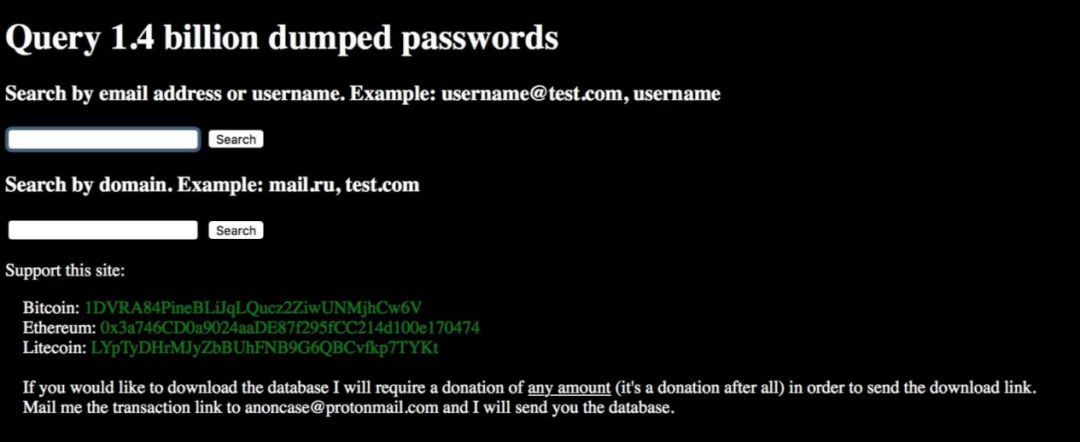 Query 1.4 billion dumped passwords
Search by email address or username. Example: username@test.com, username
Search
Search by domain. Example: mail.ru, test.com
Search
Support this site:
Bitcoin: 1DVRA84PineBLiJqLQucz2ZiwUNMjhCw6V
Ethereum: 0x3a746CD0a9024aaDE87f295fCC214d100e170474
Litecoin: LYpTyDHrMJyZbBUhFNB9G6QBCvfkp7TYKt
If you would like to download the database I will require a donation of any amount (it's a donation after all) in order to send the download link.
Mail me the transaction link to anoncase@protonmail.com and I will send you the database.